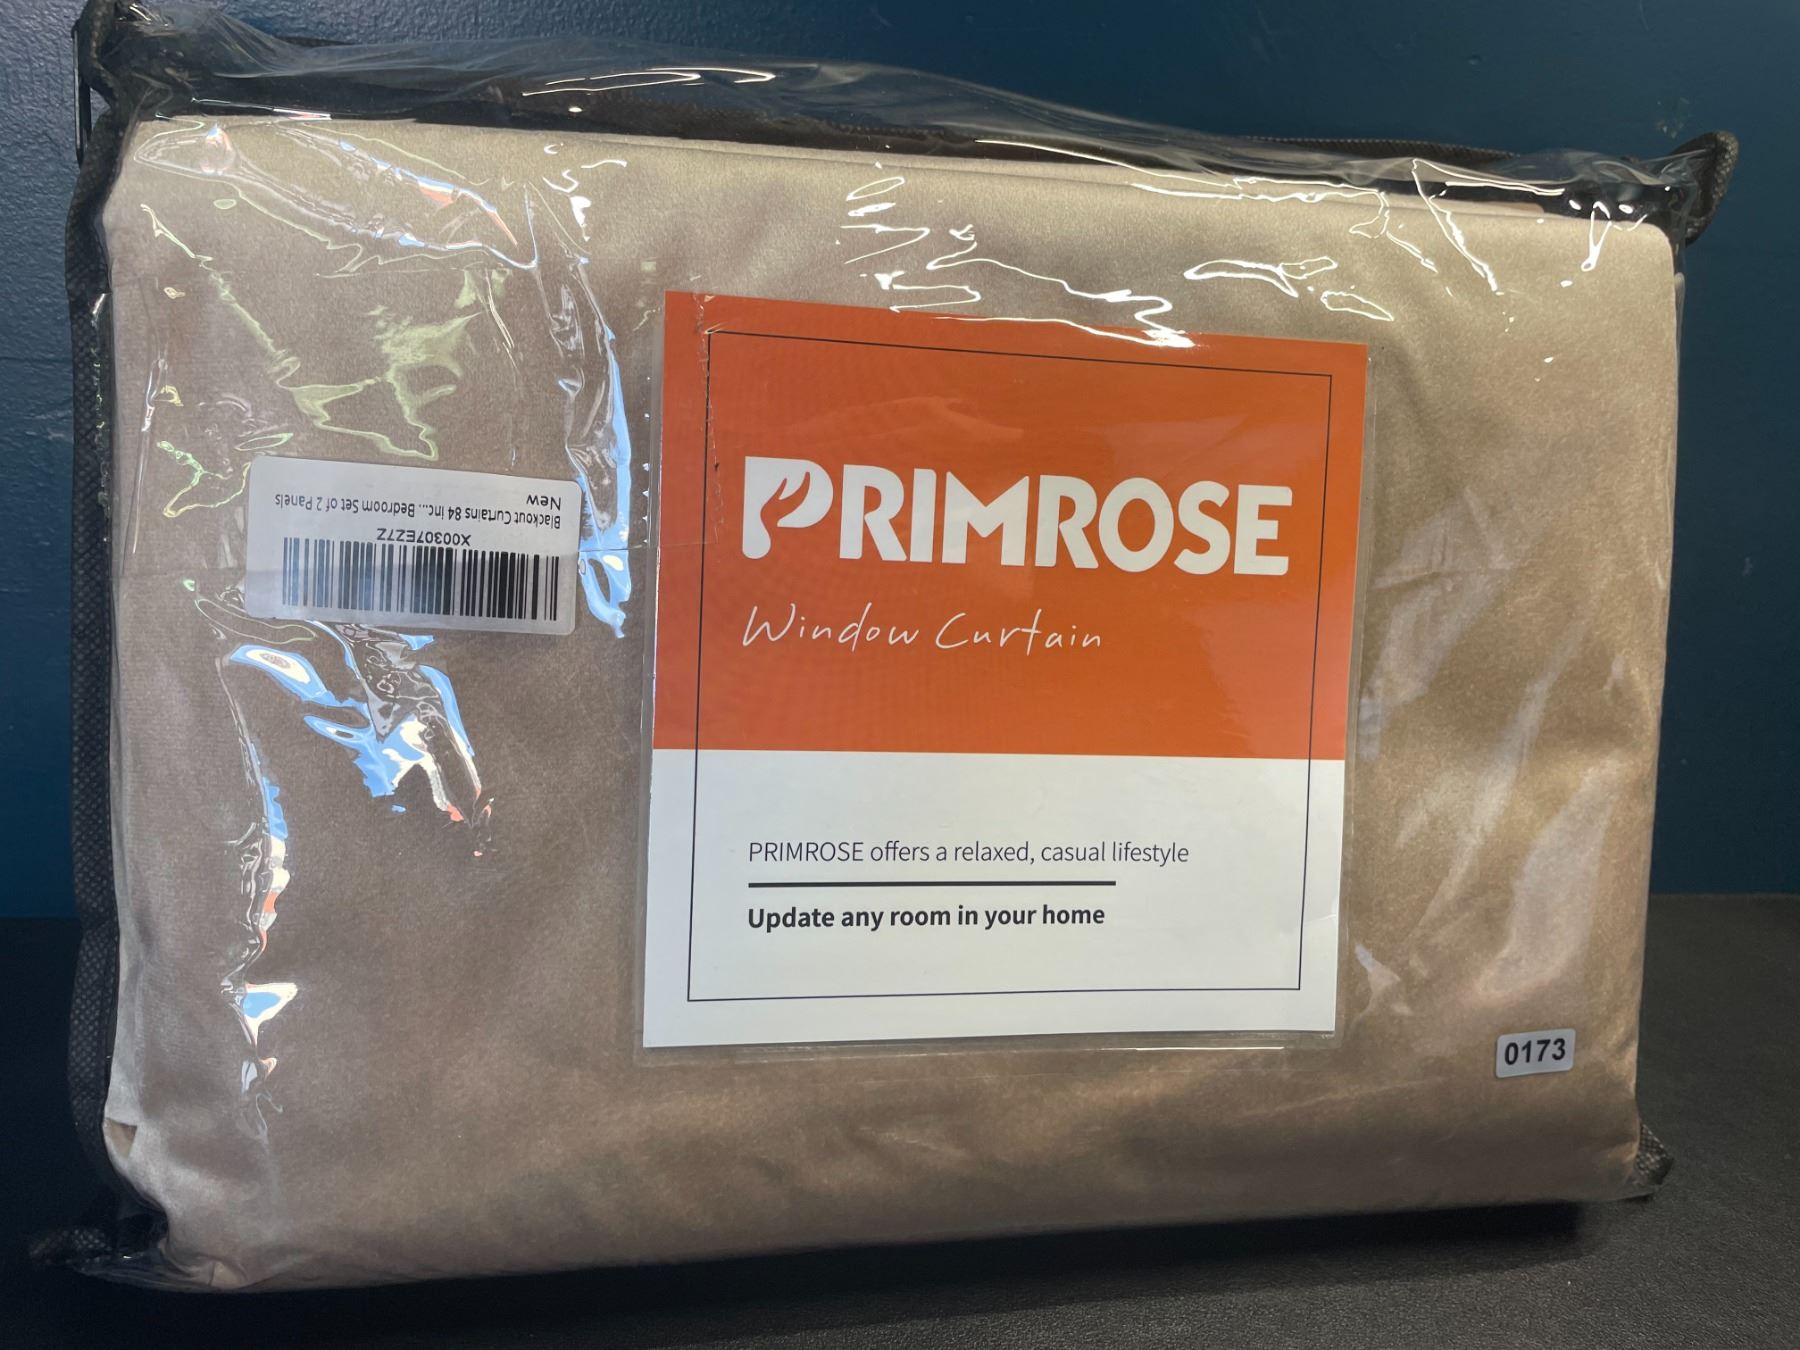 PRIMROSE
Window Curtain
PRIMROSE offers a relaxed, casual lifestyle
Update any room in your home
X00307EZ7Z
Blackout Curtains 84 inc... Bedroom Set of 2 Panels
New
0173